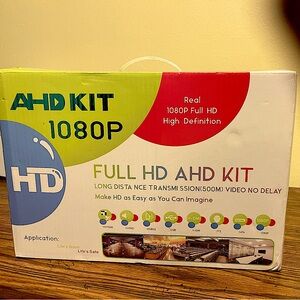 AHD KIT
1080P
Real
1080P Full HD
High Definition
HD
FULL HD AHD KIT
LONG DISTA NCE TRANSMI SSION(500M) VIDEO NO DELAY
Make HD as Easy as You Can Imagine
Application:
Life's Safe